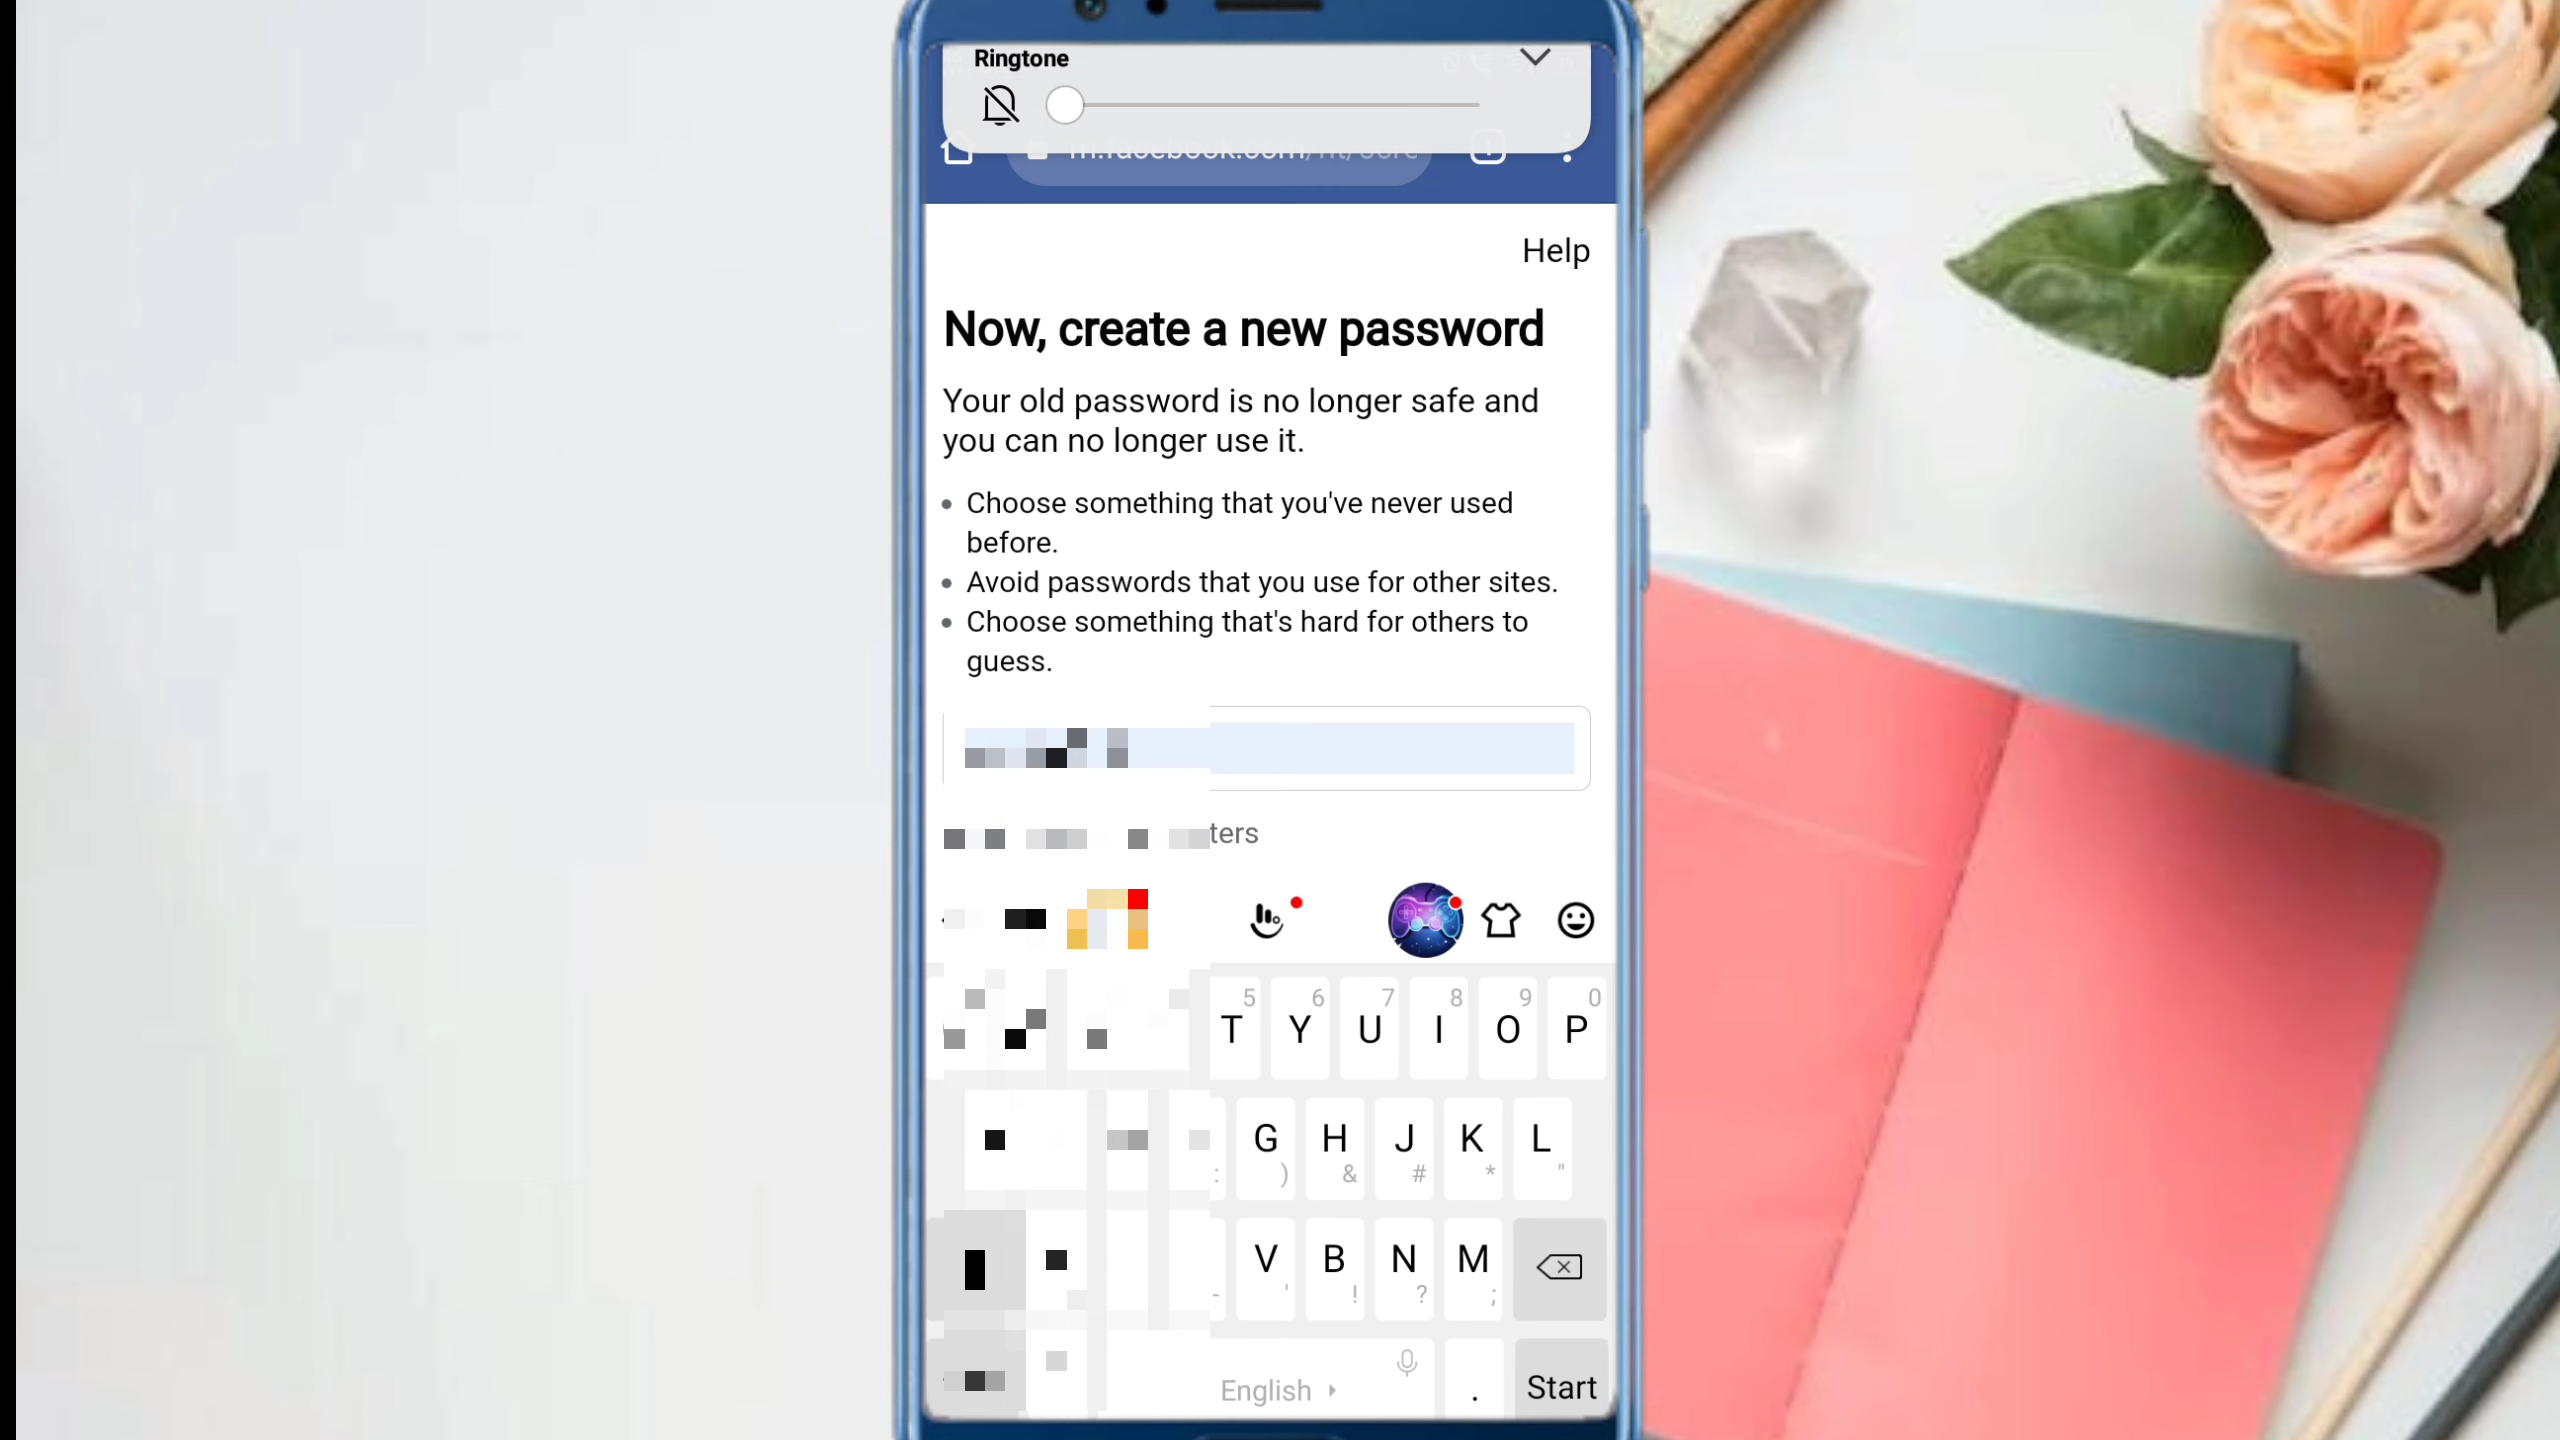 Ringtone
m.facebook.com/
Help
Now, create a new password
Your old password is no longer safe and
you can no longer use it.
• Choose something that you've never used
before.
• Avoid passwords that you use for other sites.
• Choose something that's hard for others to
guess.
ters
5 6 7 8 9 0
T Y U I O P
G H J K L
: ) & # * "
V B N M
- ' ! ? ;
English . Start